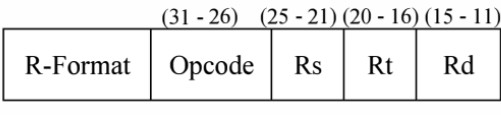 (31 - 26) (25 - 21) (20 - 16) (15 - 11)
R-Format Opcode Rs Rt Rd